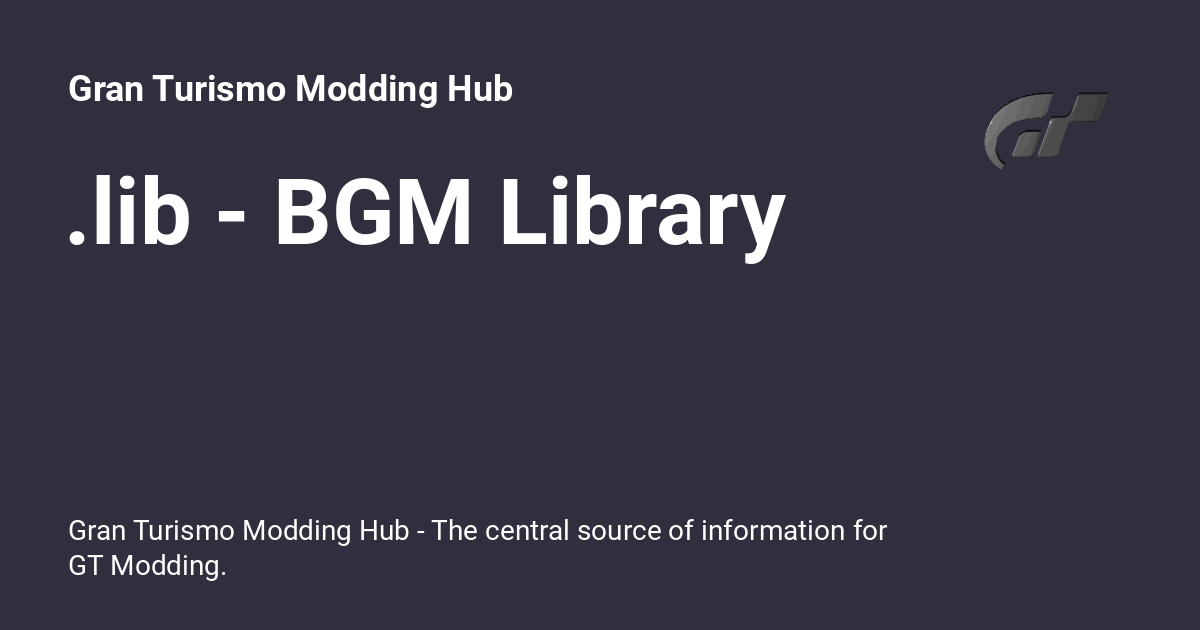 Gran Turismo Modding Hub
.lib - BGM Library
Gran Turismo Modding Hub - The central source of information for
GT Modding.